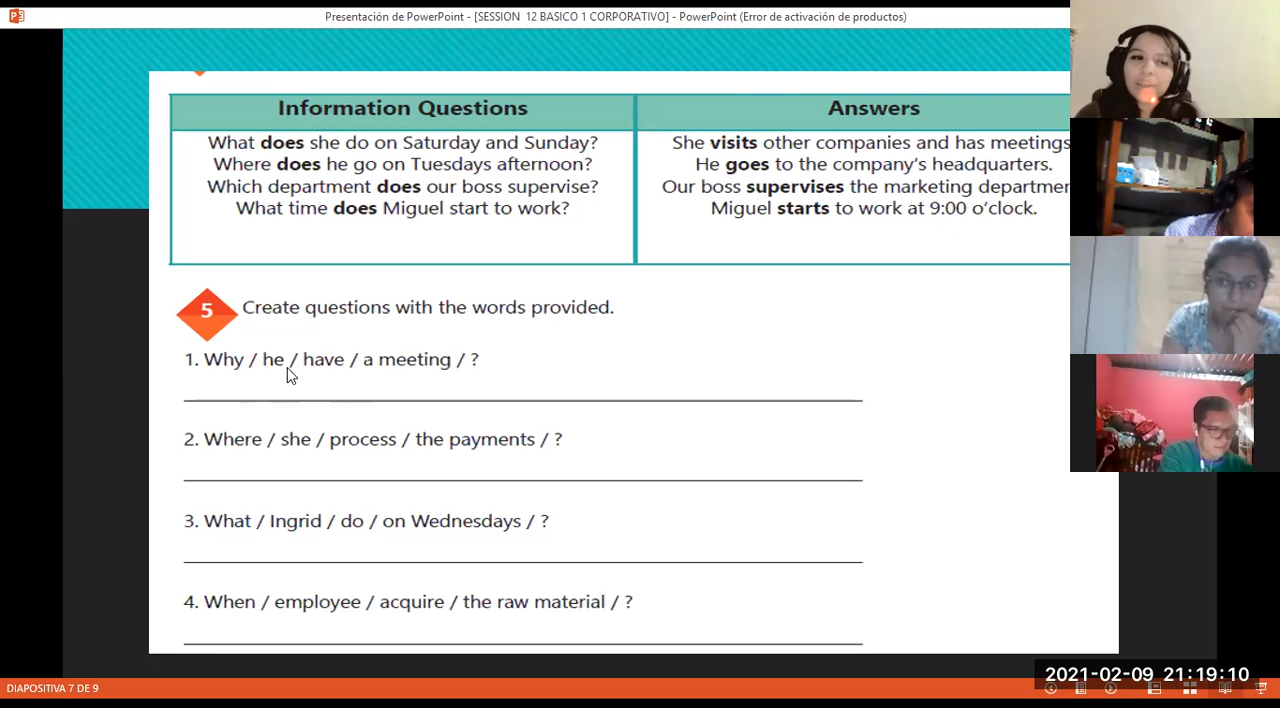 Presentación de PowerPoint - [SESSION 12 BASICO 1 CORPORATIVO] - PowerPoint (Error de activación de productos)
Information Questions
What does she do on Saturday and Sunday?
Where does he go on Tuesdays afternoon?
Which department does our boss supervise?
What time does Miguel start to work?
Answers
She visits other companies and has meetings
He goes to the company's headquarters.
Our boss supervises the marketing
Miguel starts to work at 9:00 o'clock.
5 Create questions with the words provided.
1. Why / he / have / a meeting / ?
2. Where / she / process / the payments / ?
3. What / Ingrid / do / on Wednesdays / ?
4. When / employee / acquire / the raw material / ?
2021-02-09 21:19:10
DIAPOSITIVA 7 DE 9